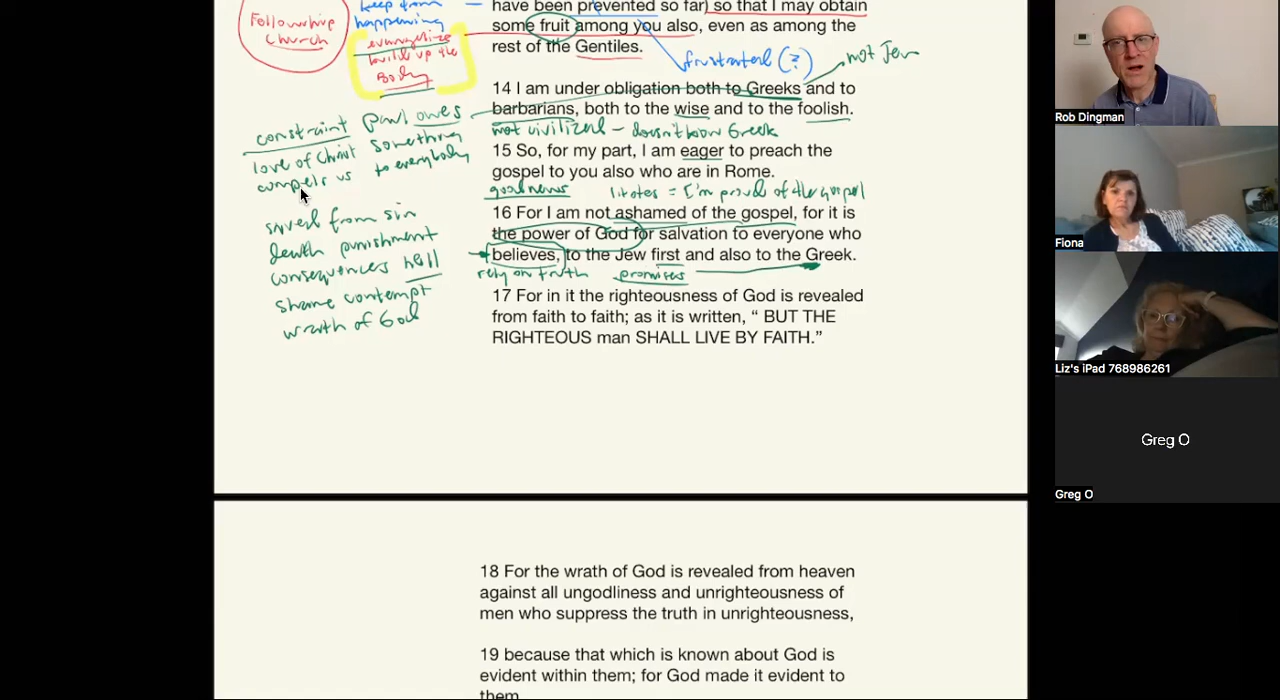 Fellowship
Church
keep from
happening
evangelize
build up the
Body
have been prevented so far) so that I may obtain
some fruit among you also, even as among the
rest of the Gentiles.
frustrated (?)
not Jew
14 I am under obligation both to Greeks and to
barbarians, both to the wise and to the foolish.
not civilized - doesn't know Greek
15 So, for my part, I am eager to preach the
gospel to you also who are in Rome.
good news
litotes = I'm proud of the gospel
16 For I am not ashamed of the gospel, for it is
the power of God for salvation to everyone who
believes, to the Jew first and also to the Greek.
rely on truth promises
17 For in it the righteousness of God is revealed
from faith to faith; as it is written, “ BUT THE
RIGHTEOUS man SHALL LIVE BY FAITH.”
constraint
love of Christ
compels us
Paul owes
something
to everybody
saved from sin
death punishment
consequences hell
shame contempt
wrath of God
18 For the wrath of God is revealed from heaven
against all ungodliness and unrighteousness of
men who suppress the truth in unrighteousness,
19 because that which is known about God is
evident within them; for God made it evident to
them.
Rob Dingman
Fiona
Liz's iPad 768986261
Greg O
Greg O